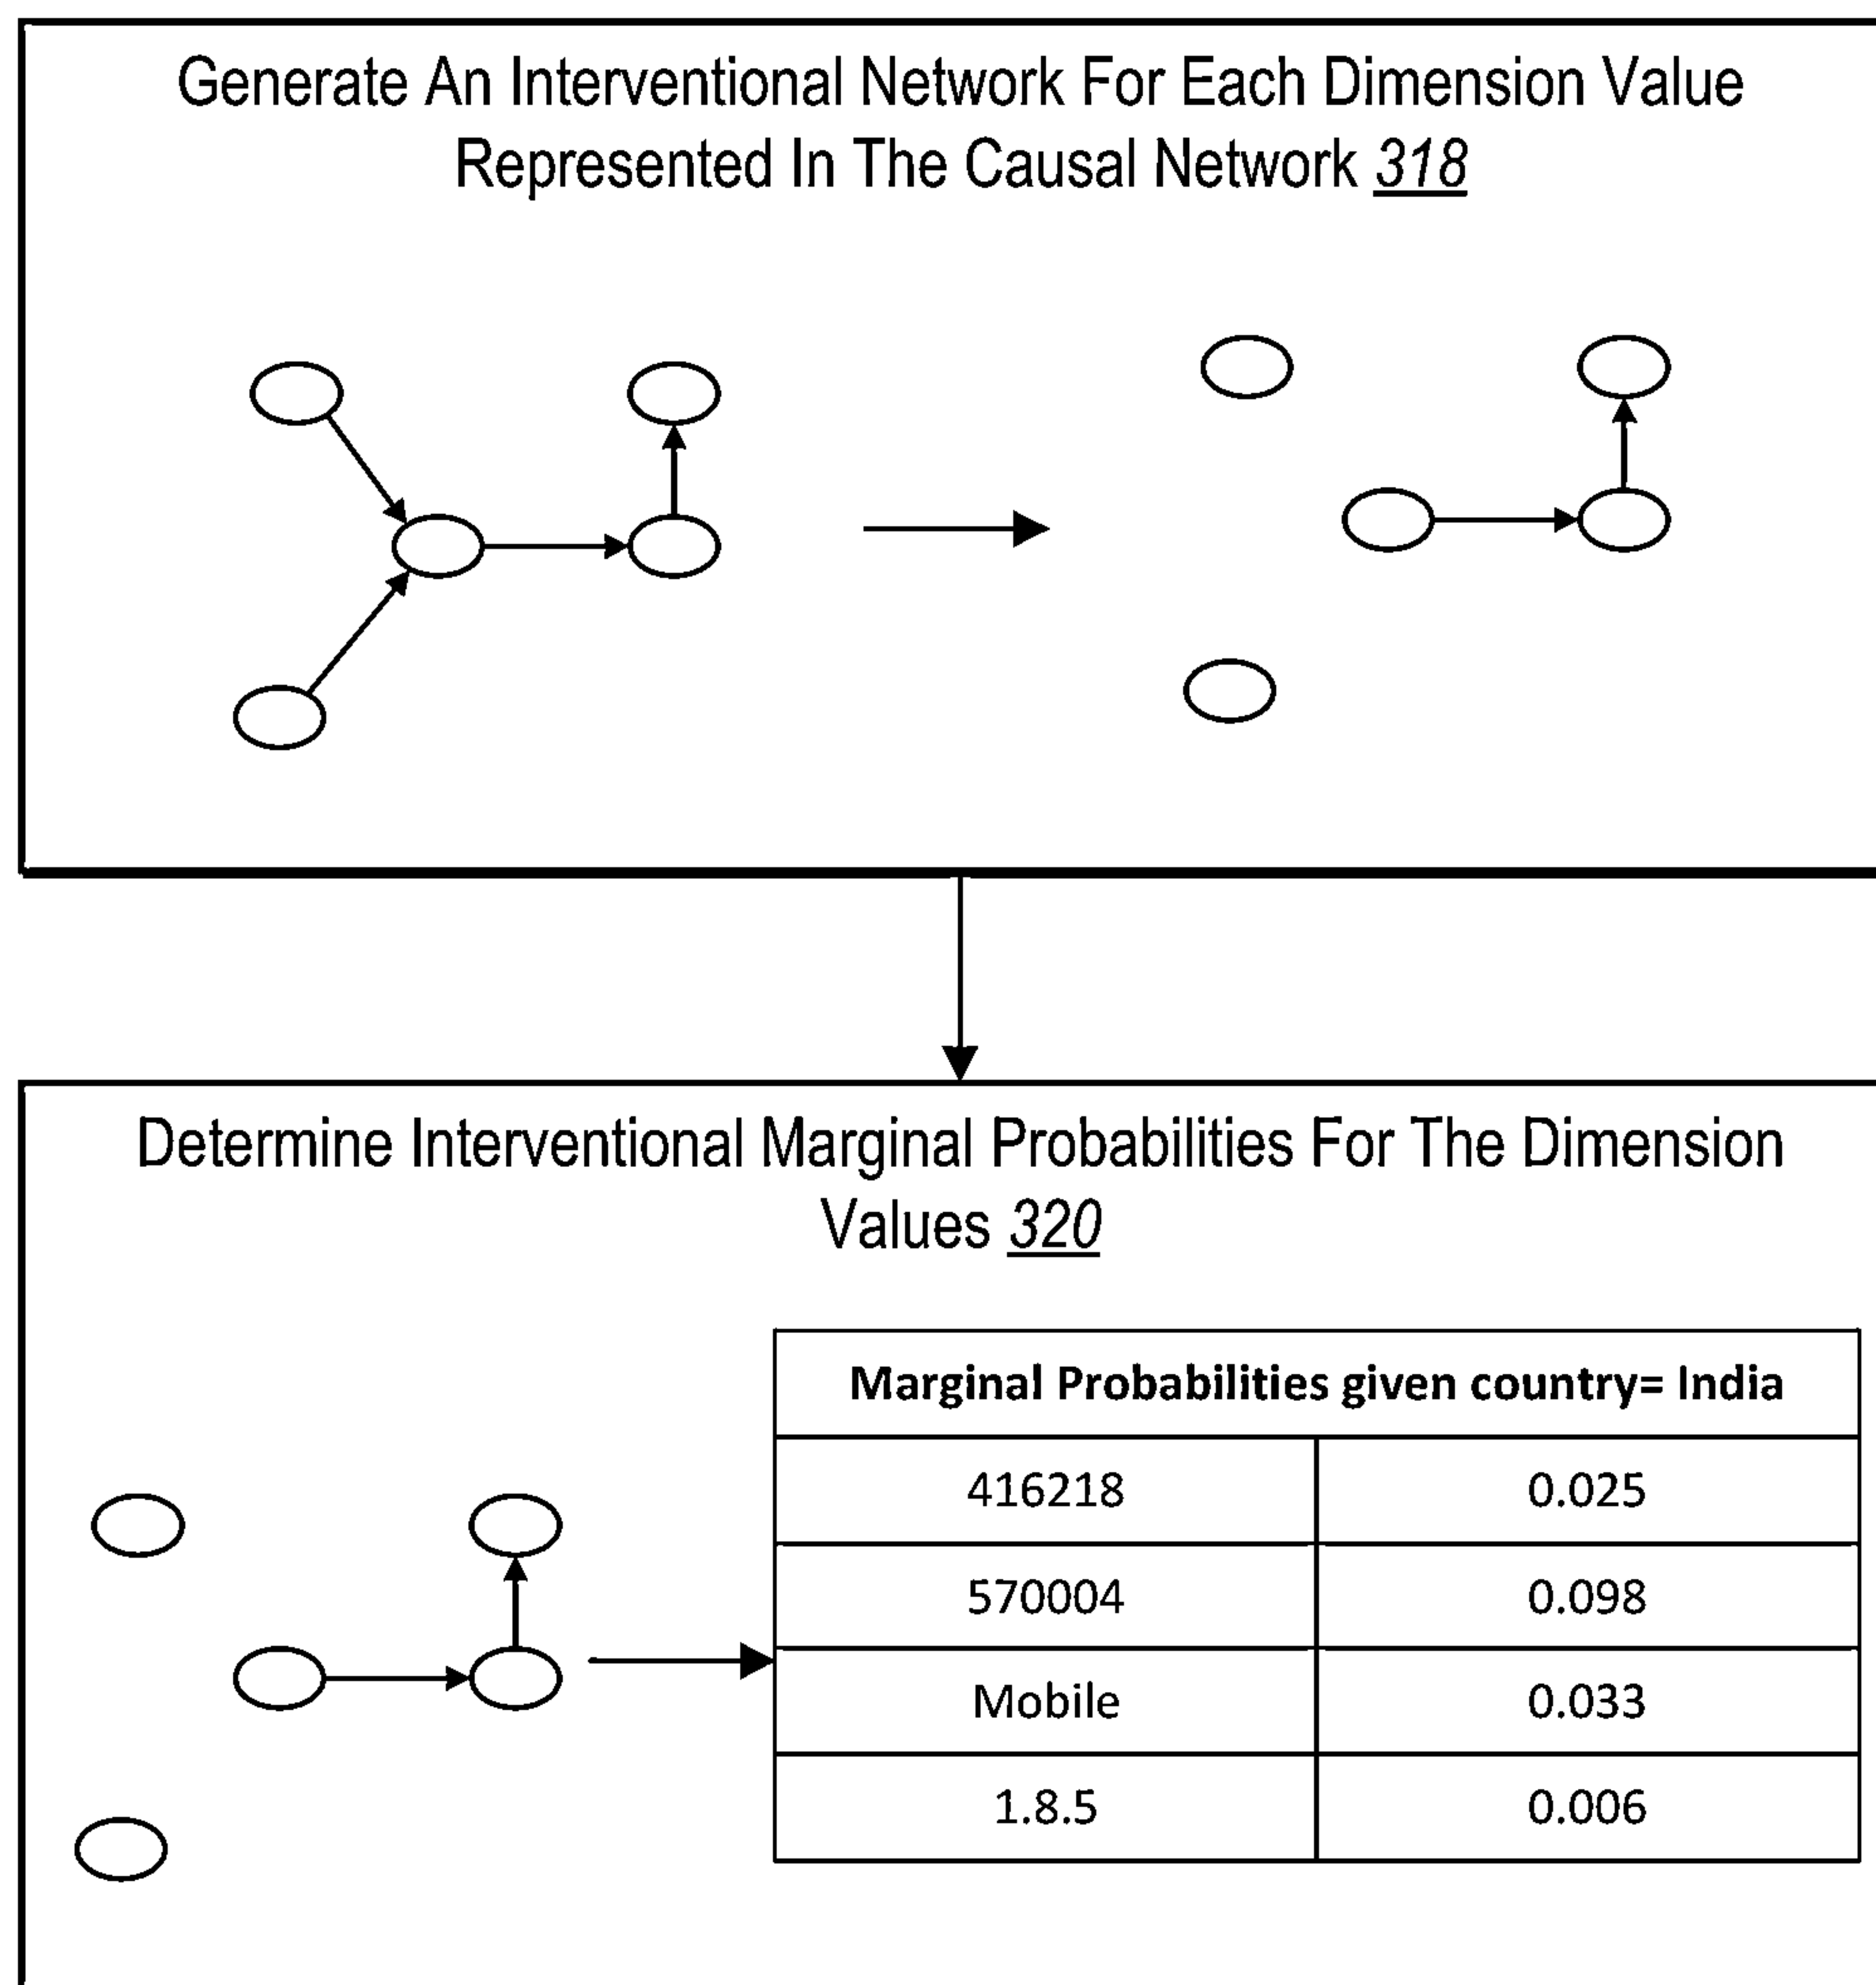 Generate An Interventional Network For Each Dimension Value
Represented In The Causal Network 318
Determine Interventional Marginal Probabilities For The Dimension
Values 320
Marginal Probabilities given country= India
416218 0.025
570004 0.098
Mobile 0.033
1.8.5 0.006